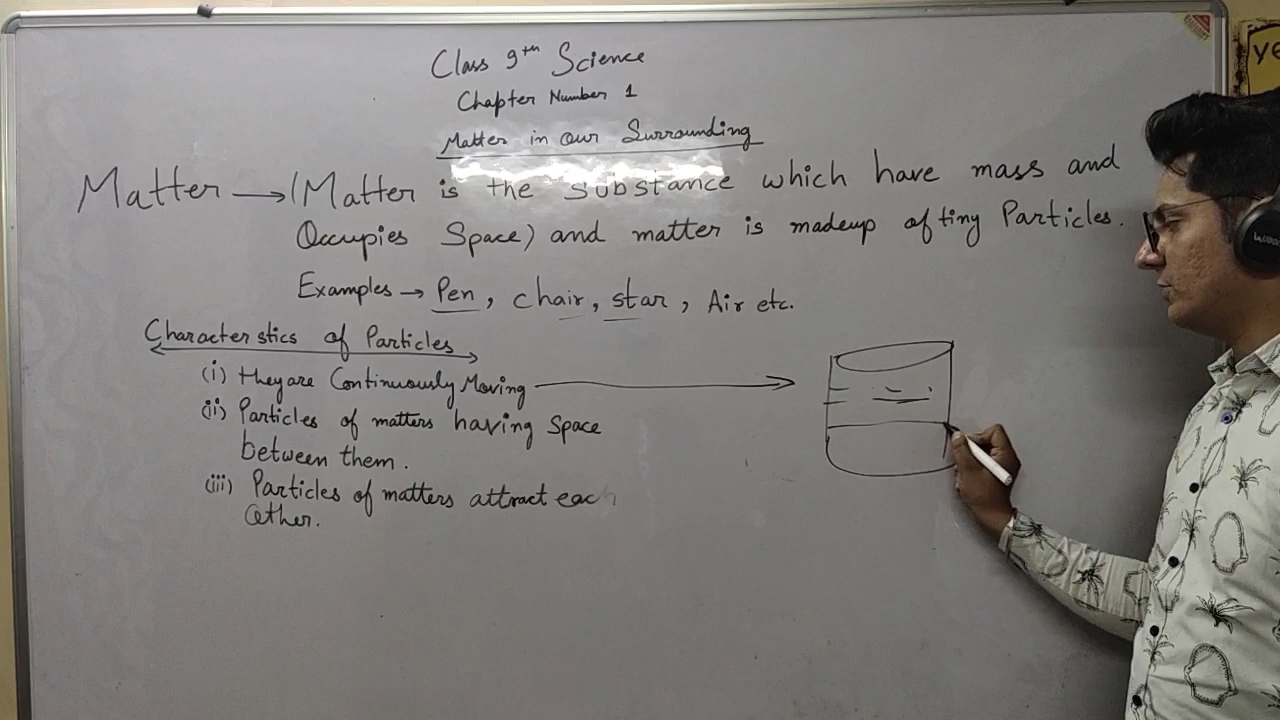 Class 9th Science
Chapter Number 1
Matter in our Surrounding
Matter → (Matter is the substance which have mass and
Occupies Space) and matter is madeup of tiny Particles.
Examples → Pen, chair, star, Air etc.
Characterstics of Particles
(i) they are Continuously Moving
(ii) Particles of matters having Space
between them.
(iii) Particles of matters attract each
Other.
ye